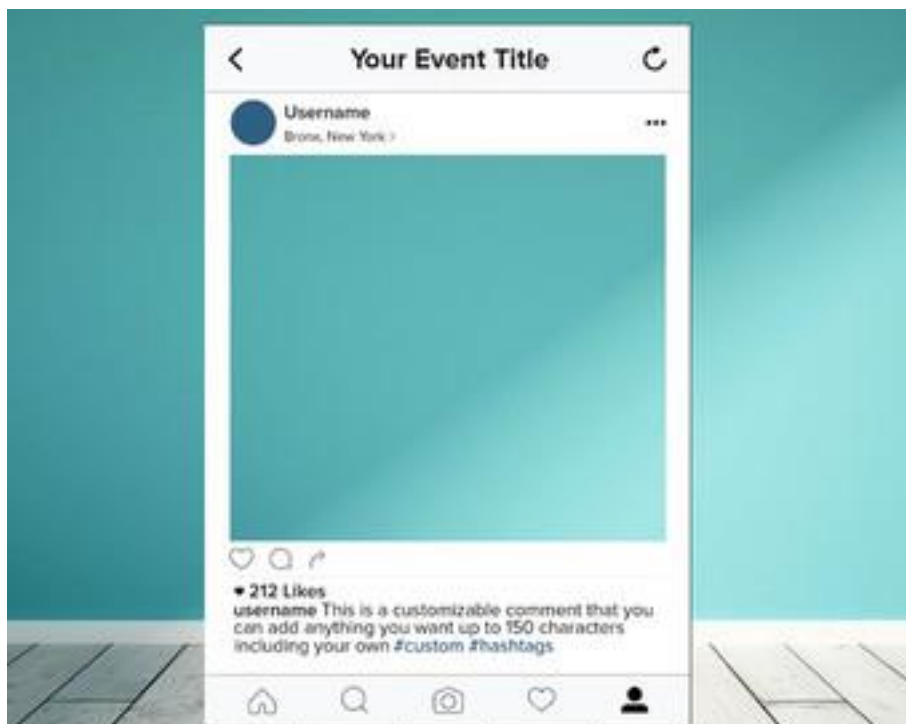 Your Event Title
Username
Bronx, New York >
212 Likes
username This is a customizable comment that you
can add anything you want up to 150 characters
including your own #custom #hashtags